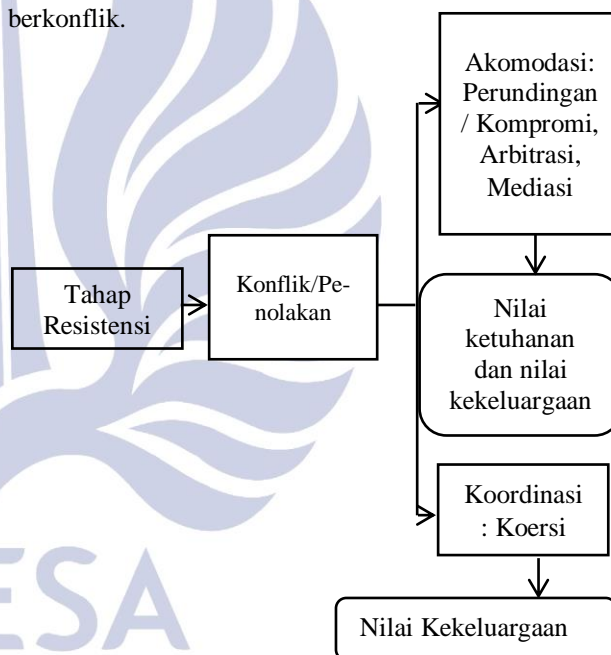 berkonflik.
Tahap
Resistensi
Konflik/Pe-
nolakan
Akomodasi:
Perundingan
/ Kompromi,
Arbitrasi,
Mediasi
Nilai
ketuhanan
dan nilai
kekeluargaan
Koordinasi
: Koersi
Nilai Kekeluargaan
ESA